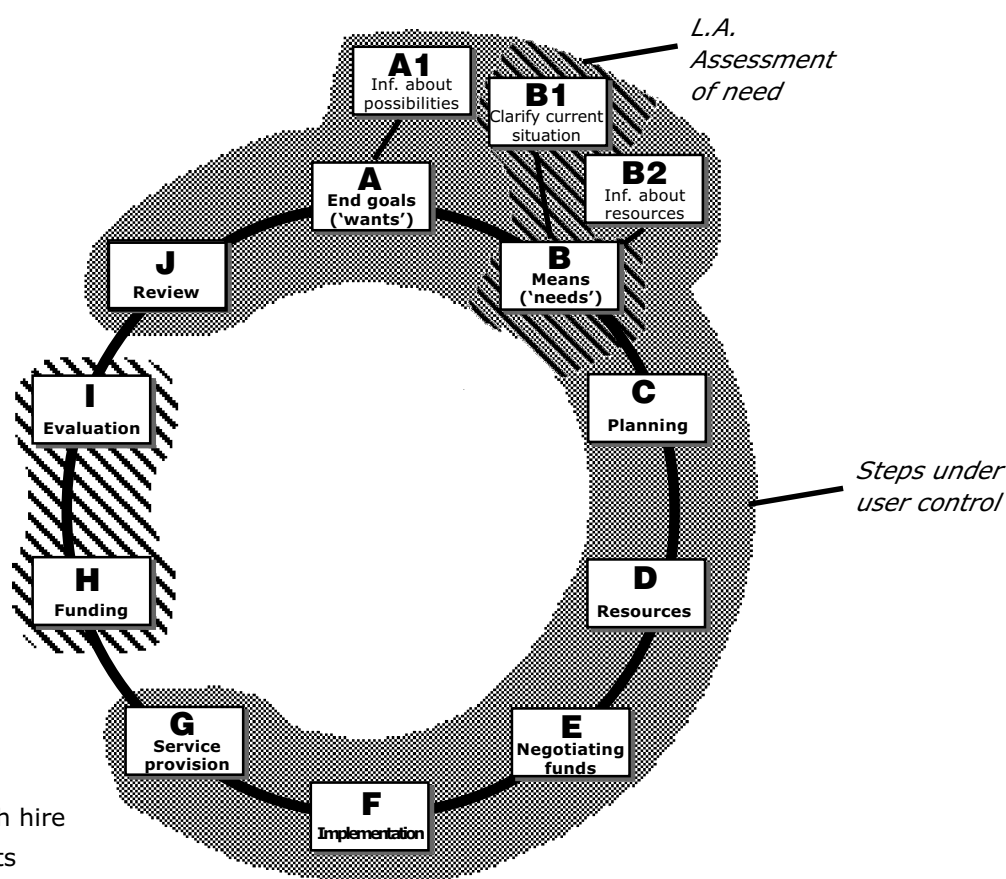 L.A.
Assessment
of need
A1
Inf. about
possibilities
B1
Clarify current
situation
B2
Inf. about
resources
A
End goals
(‘wants’)
B
Means
(‘needs’)
J
Review
C
Planning
I
Evaluation
Steps under
user control
D
Resources
H
Funding
G
Service
provision
E
Negotiating
funds
F
Implementation
hire